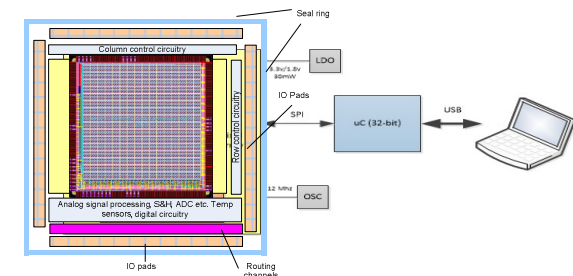 Seal ring
Column control circuitry
LDO
3.3v/1.8v
30mW
Row control circuitry
IO Pads
SPI
uC (32-bit)
USB
12 Mhz
OSC
Analog signal processing, S&H, ADC etc. Temp
sensors, digital circuitry
IO pads
Routing
channels